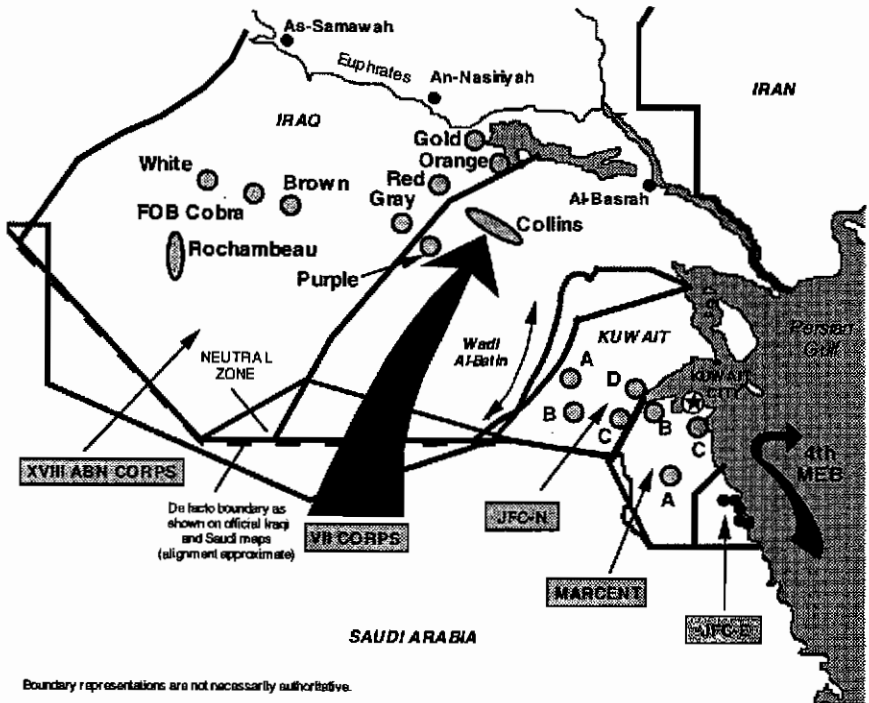 As-Samawah
Euphrates
An-Nasiriyah
IRAN
IRAQ
Gold
Orange
White
Brown
Red
Gray
FOB Cobra
Al-Basrah
Collins
Rochambeau
Purple
Wadi
Al-Batin
KUWAIT
Persian
Gulf
NEUTRAL
ZONE
A
D
KUWAIT
CITY
B
C
B
C
4th
MEB
XVIII ABN CORPS
A
De facto boundary as
shown on official Iraqi
and Saudi maps
(alignment approximate)
VII CORPS
JFC-N
MARCENT
JFC-E
SAUDI ARABIA
Boundary representations are not necessarily authoritative.